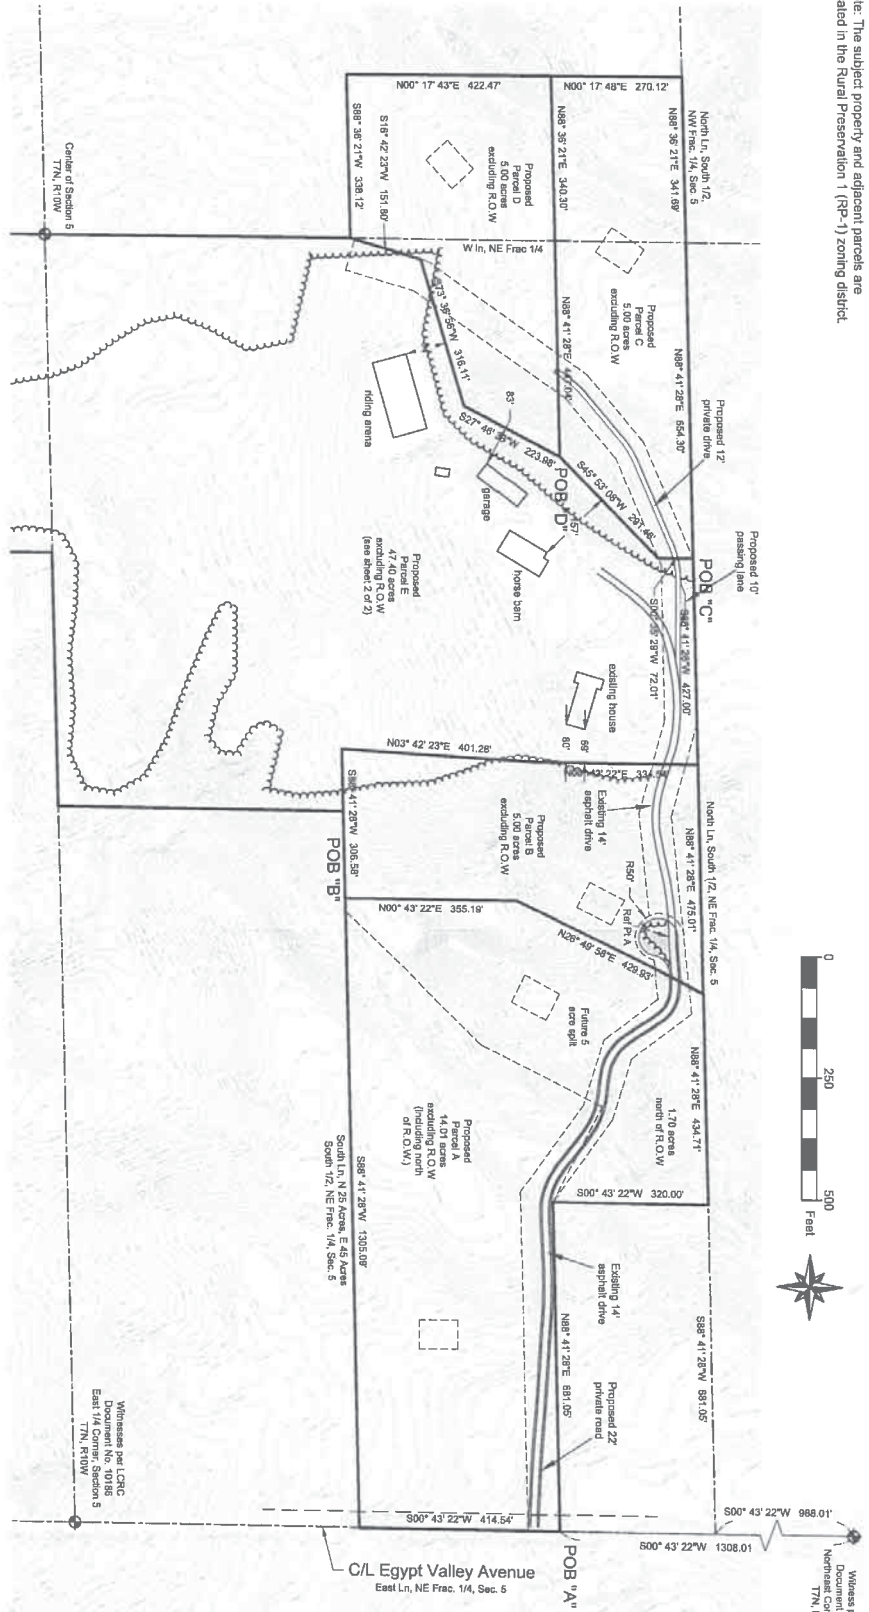 te: The subject property and adjacent parcels are
ated in the Rural Preservation 1 (RP-1) zoning district.
North Ln, South 1/2,
NW Frac. 1/4, Sec. 5
N00° 17' 48"E 270.12'
N88° 36' 21"E 341.69'
N88° 41' 28"E 654.30'
Proposed 12'
private drive
Proposed 10'
passing lane
POB "C"
S88° 41' 28"W 427.00'
72.01'
North Ln, South 1/2, NE Frac. 1/4, Sec. 5
N88° 41' 28"E 475.01'
N88° 41' 28"E 434.71'
1.70 acres
north of R.O.W
S00° 43' 22"W 320.00'
S88° 41' 28"W 681.05'
S00° 43' 22"W 988.01'
S00° 43' 22"W 1308.01
Document
0
250
500
Feet
N00° 17' 43"E 422.47'
N88° 36' 21"E 340.30'
Proposed
Parcel C
5.00 acres
excluding R.O.W
N88° 41' 28"E
Proposed
Parcel D
5.00 acres
excluding R.O.W
S88° 36' 21"W 338.12'
S16° 42' 23"W 151.80'
W ln, NE Frac 1/4
316.11'
223.98'
S45° 53' 08"W 297.46'
POB "D"
83'
57'
riding arena
garage
horse barn
existing house
69'
60'
Proposed
Parcel E
47.40 acres
excluding R.O.W
(see sheet 2 of 2)
N03° 42' 23"E 401.28'
Existing 14'
asphalt drive
R50'
Ref Pt A
Proposed
Parcel B
5.00 acres
excluding R.O.W
306.58'
POB "B"
N00° 43' 22"E 355.19'
N26° 49' 58"E 429.93'
Future 5
acre split
Proposed
Parcel A
14.01 acres
excluding R.O.W
(including north
of R.O.W.)
Existing 14'
asphalt drive
N88° 41' 28"E 681.05'
Proposed 22'
private road
S88° 41' 28"W 1305.09'
South Ln, N 25 Acres, E 45 Acres
South 1/2, NE Frac. 1/4, Sec. 5
S00° 43' 22"W 414.54'
POB "A"
C/L Egypt Valley Avenue
East Ln, NE Frac. 1/4, Sec. 5
Center of Section 5
T7N, R10W
Witnesses per LCRC
Document No. 10186
East 1/4 Corner, Section 5
T7N, R10W